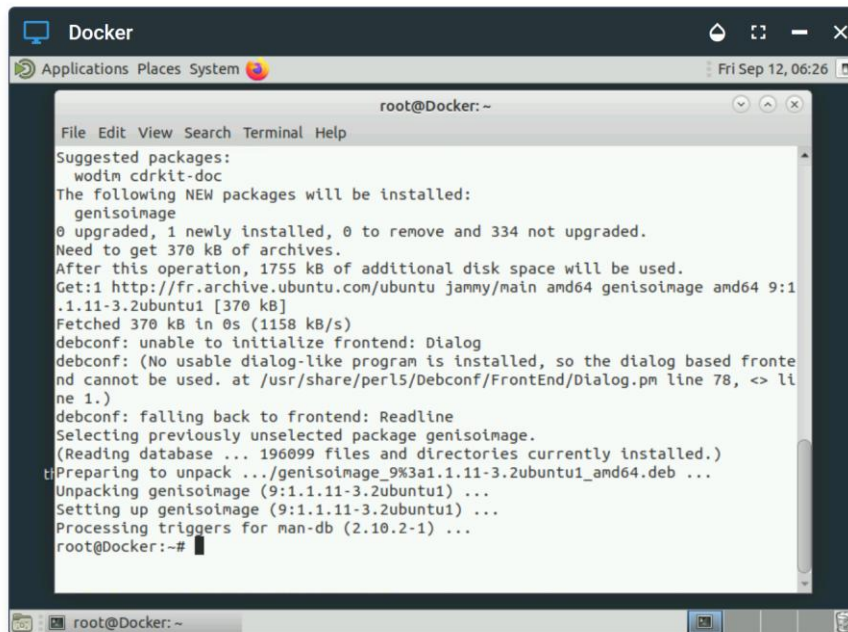 Docker
Applications Places System
Fri Sep 12, 06:26
root@Docker: ~
File Edit View Search Terminal Help
Suggested packages:
  wodim cdrkit-doc
The following NEW packages will be installed:
  genisoimage
0 upgraded, 1 newly installed, 0 to remove and 334 not upgraded.
Need to get 370 kB of archives.
After this operation, 1755 kB of additional disk space will be used.
Get:1 http://fr.archive.ubuntu.com/ubuntu jammy/main amd64 genisoimage amd64 9:1
.1.11-3.2ubuntu1 [370 kB]
Fetched 370 kB in 0s (1158 kB/s)
debconf: unable to initialize frontend: Dialog
debconf: (No usable dialog-like program is installed, so the dialog based fronte
nd cannot be used. at /usr/share/perl5/Debconf/FrontEnd/Dialog.pm line 78, <> li
ne 1.)
debconf: falling back to frontend: Readline
Selecting previously unselected package genisoimage.
(Reading database ... 196099 files and directories currently installed.)
Preparing to unpack .../genisoimage_9%3a1.1.11-3.2ubuntu1_amd64.deb ...
Unpacking genisoimage (9:1.1.11-3.2ubuntu1) ...
Setting up genisoimage (9:1.1.11-3.2ubuntu1) ...
Processing triggers for man-db (2.10.2-1) ...
root@Docker:~#
root@Docker: ~